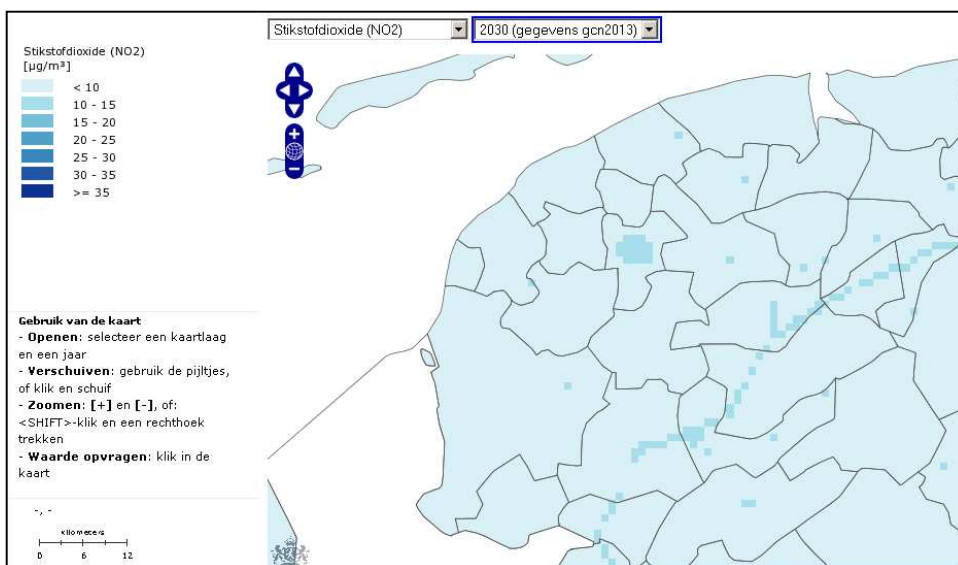 Stikstofdioxide (NO2)
2030 (gegevens gcn2013)
Stikstofdioxide (NO2)
[µg/m³]
< 10
10 - 15
15 - 20
20 - 25
25 - 30
30 - 35
>= 35
Gebruik van de kaart
- Openen: selecteer een kaartlaag
en een jaar
- Verschuiven: gebruik de pijltjes,
of klik en schuif
- Zoomen: [+] en [-], of:
<SHIFT>-klik en een rechthoek
trekken
- Waarde opvragen: klik in de
kaart
-, -
kilometers
0 6 12